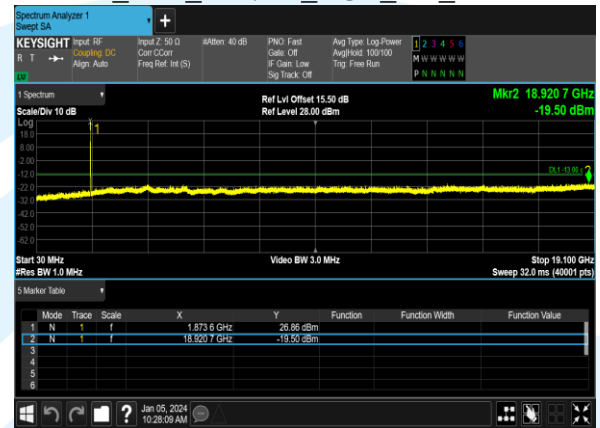 Spectrum Analyzer 1
Swept SA
+
KEYSIGHT Input: RF Input Z: 50 Ω #Atten: 40 dB PNO: Fast Avg Type: Log-Power 1 2 3 4 5 6
R T Coupling: DC Corr CCorr Gate: Off Avg|Hold: 100/100 M W W W W W
Align: Auto Freq Ref: Int (S) IF Gain: Low Trig: Free Run P N N N N N
Sig Track: Off
1 Spectrum Ref Lvl Offset 15.50 dB Mkr2 18.920 7 GHz
Scale/Div 10 dB Ref Level 28.00 dBm -19.50 dBm
Log
1
18.0
8.00
-2.00
-12.0
2
-22.0
-32.0
-42.0
-52.0
-62.0
Start 30 MHz Video BW 3.0 MHz Stop 19.100 GHz
#Res BW 1.0 MHz Sweep 32.0 ms (40001 pts)
5 Marker Table
Mode Trace Scale X Y Function Function Width Function Value
1 N 1 f 1.873 6 GHz 26.86 dBm
2 N 1 f 18.920 7 GHz -19.50 dBm
3
4
5
6
? Jan 05, 2024
10:28:09 AM